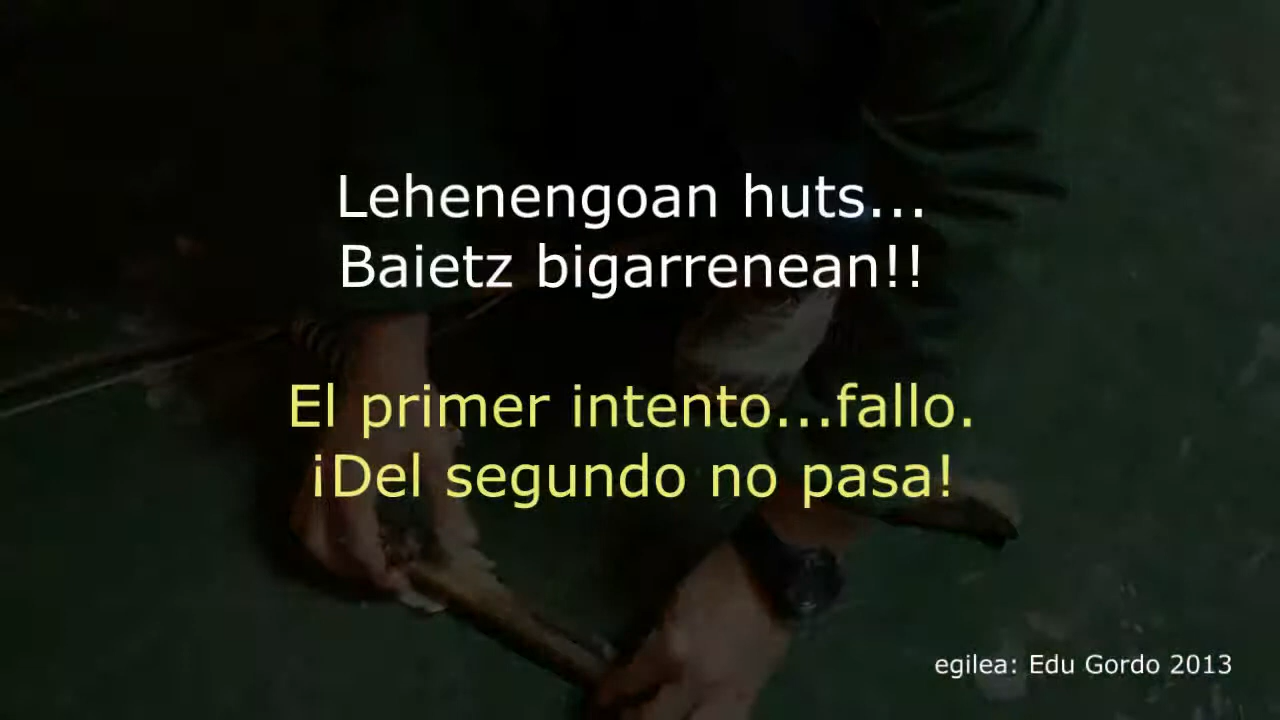 Lehenengoan huts...
Baietz bigarrenean!!
El primer intento...fallo.
¡Del segundo no pasa!
egilea: Edu Gordo 2013